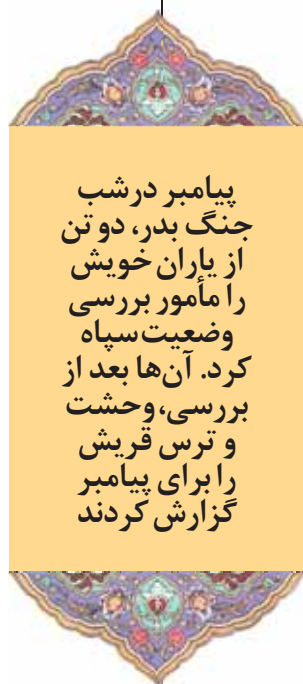 پیامبر درشب
جنگ بدر، دو تن
از یاران خویش
را مأمور بررسی
وضعیت سپاه
کرد. آن‌ها بعد از
بررسی، وحشت
و ترس قریش
را برای پیامبر
گزارش کردند